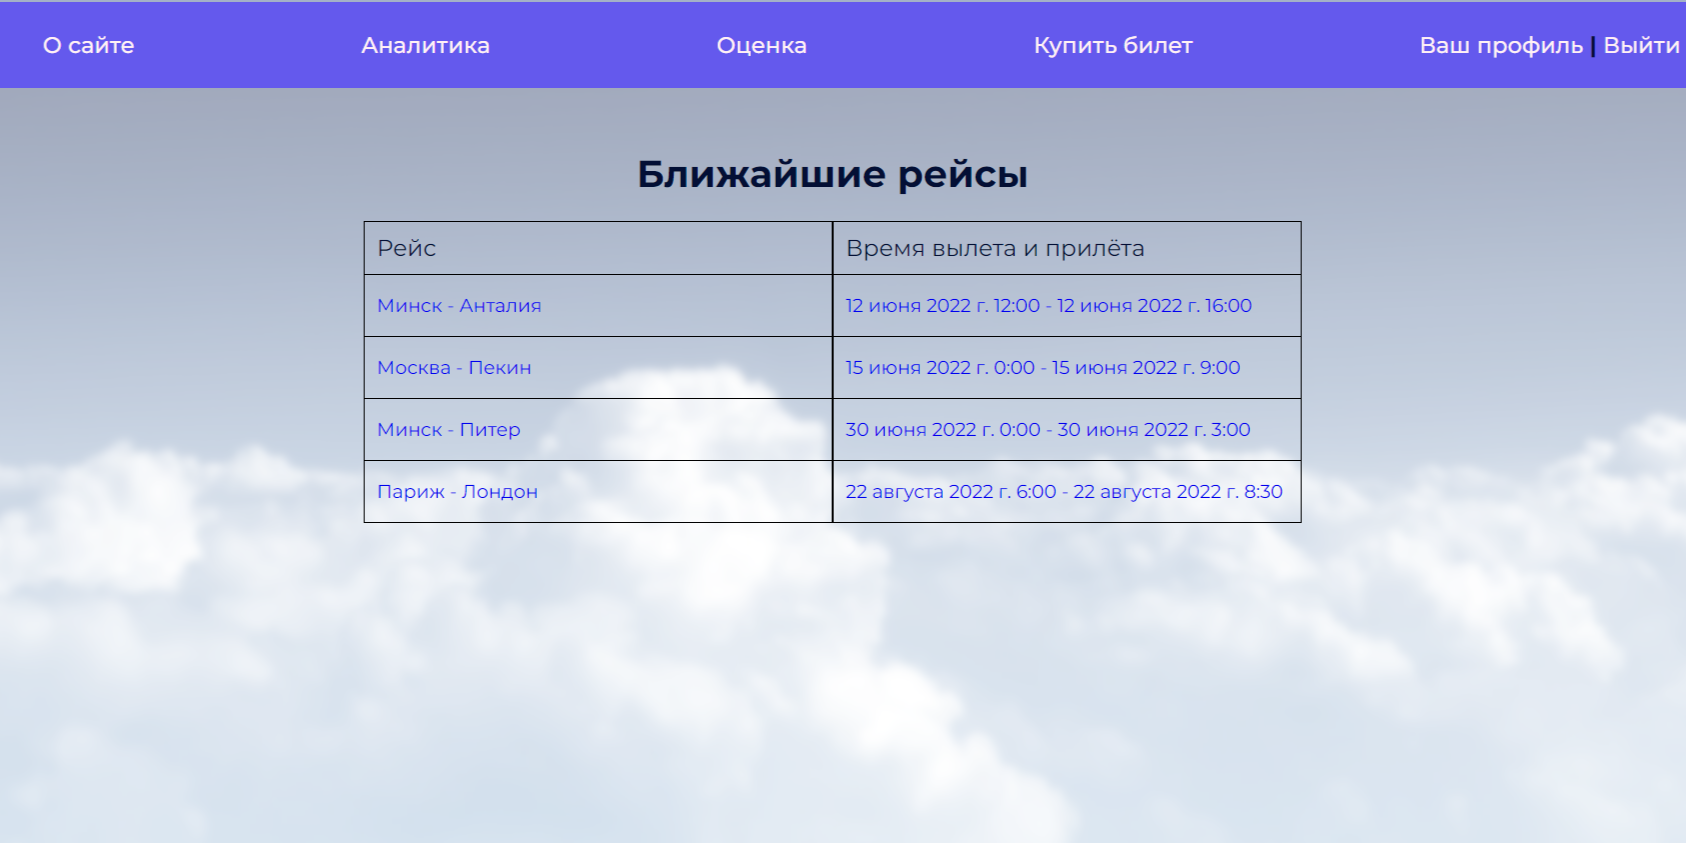 О сайте Аналитика Оценка Купить билет Ваш профиль | Выйти
Ближайшие рейсы
Рейс Время вылета и прилёта
Минск - Анталия 12 июня 2022 г. 12:00 - 12 июня 2022 г. 16:00
Москва - Пекин 15 июня 2022 г. 0:00 - 15 июня 2022 г. 9:00
Минск - Питер 30 июня 2022 г. 0:00 - 30 июня 2022 г. 3:00
Париж - Лондон 22 августа 2022 г. 6:00 - 22 августа 2022 г. 8:30